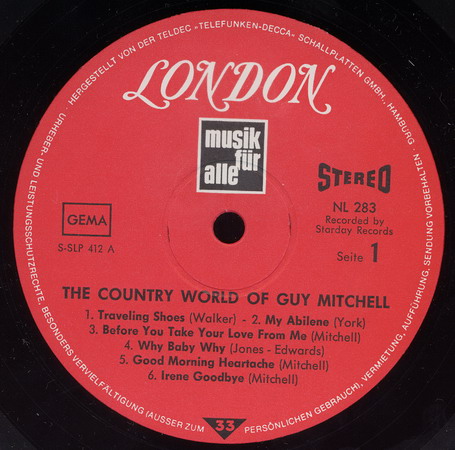 URHEBER- UND LEISTUNGSSCHUTZRECHTE, BESONDERS VERVIELFÄLTIGUNG (AUSSER ZUM PERSÖNLICHEN GEBRAUCH), VERMIETUNG, AUFFÜHRUNG, SENDUNG VORBEHALTEN · HERGESTELLT VON DER TELDEC »TELEFUNKEN-DECCA« SCHALLPLATTEN GMBH., HAMBURG ·
LONDON
musik
für
alle
STEREO
GEMA
NL 283
Recorded by
Starday Records
S-SLP 412 A
Seite 1
THE COUNTRY WORLD OF GUY MITCHELL
1. Traveling Shoes (Walker) - 2. My Abilene (York)
3. Before You Take Your Love From Me (Mitchell)
4. Why Baby Why (Jones - Edwards)
5. Good Morning Heartache (Mitchell)
6. Irene Goodbye (Mitchell)
33